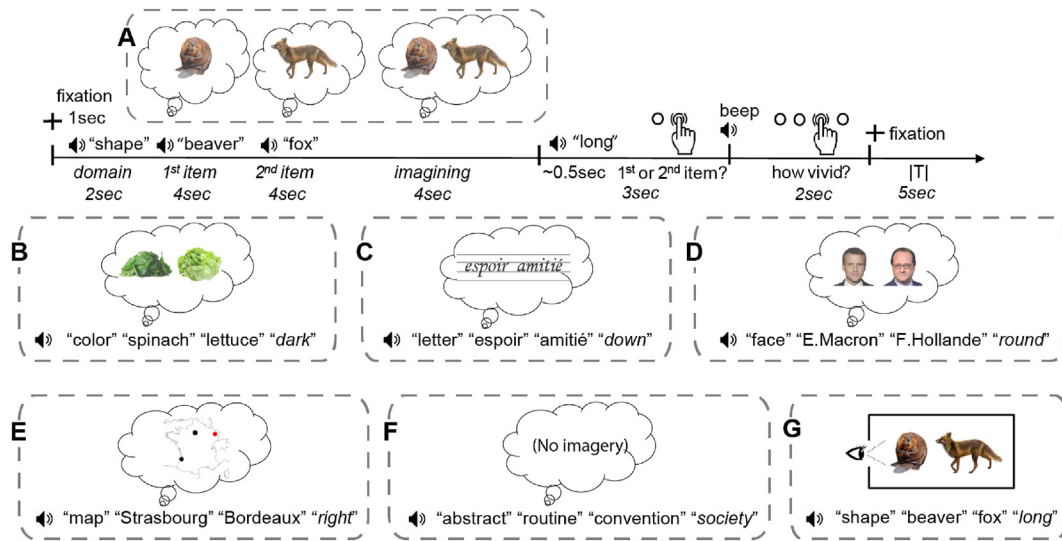 A
fixation
1sec
"shape" "beaver" "fox" "long" beep fixation
domain 1st item 2nd item imagining ~0.5sec 1st or 2nd item? how vivid? |T|
2sec 4sec 4sec 4sec 3sec 2sec 5sec
B
"color" "spinach" "lettuce" "dark"
C
espoir amitié
"letter" "espoir" "amitié" "down"
D
"face" "E.Macron" "F.Hollande" "round"
E
"map" "Strasbourg" "Bordeaux" "right"
F
(No imagery)
"abstract" "routine" "convention" "society"
G
"shape" "beaver" "fox" "long"